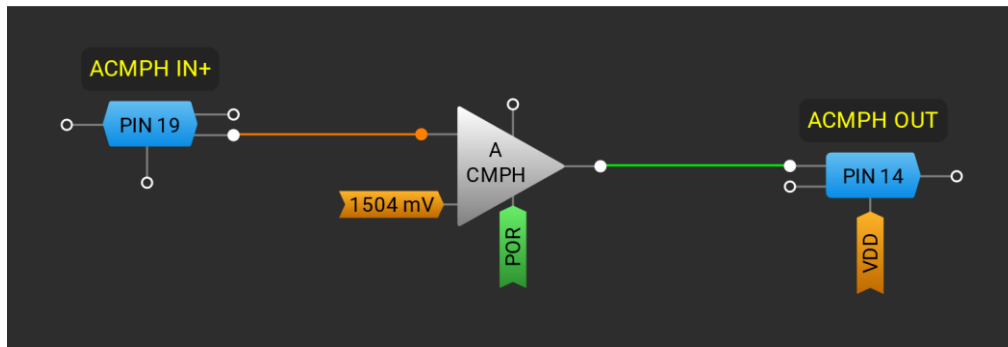 ACMPH IN+
PIN 19
A
CMPH
1504 mV
POR
ACMPH OUT
PIN 14
VDD